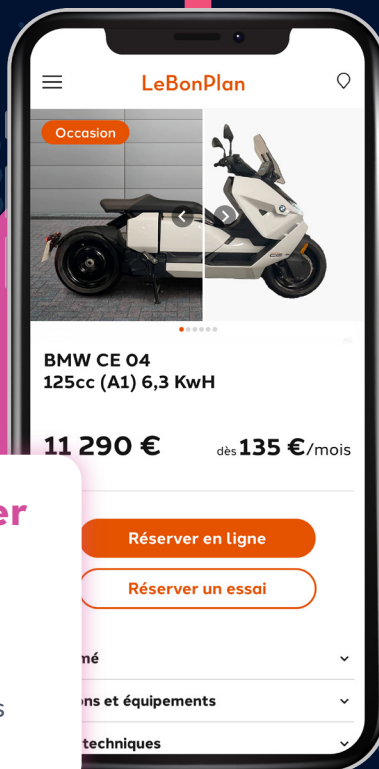 LeBonPlan
Occasion
BMW CE 04
125cc (A1) 6,3 KwH
11 290 €
dès 135 €/mois
er
Réserver en ligne
Réserver un essai
mé
s
ns et équipements
techniques